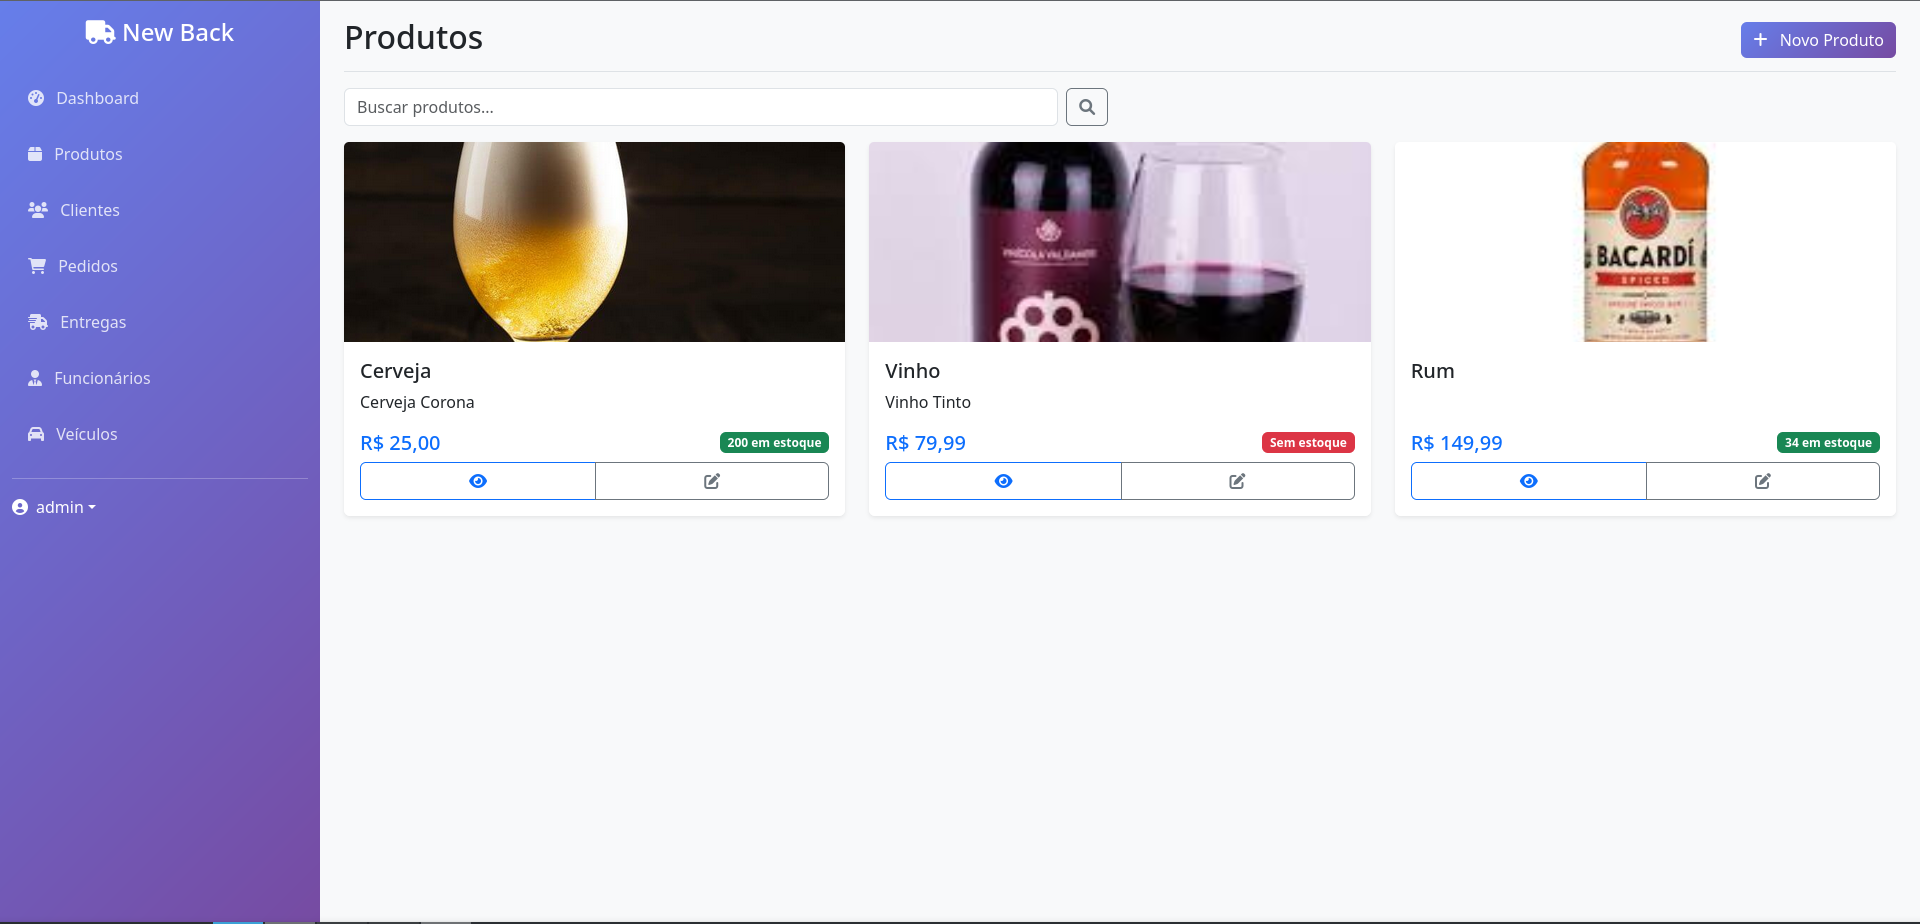 New Back
Dashboard
Produtos
Clientes
Pedidos
Entregas
Funcionários
Veículos
admin
Produtos
Novo Produto
Buscar produtos...
BACARDÍ
SPICED
Cerveja
Cerveja Corona
R$ 25,00
200 em estoque
Vinho
Vinho Tinto
R$ 79,99
Sem estoque
Rum
R$ 149,99
34 em estoque